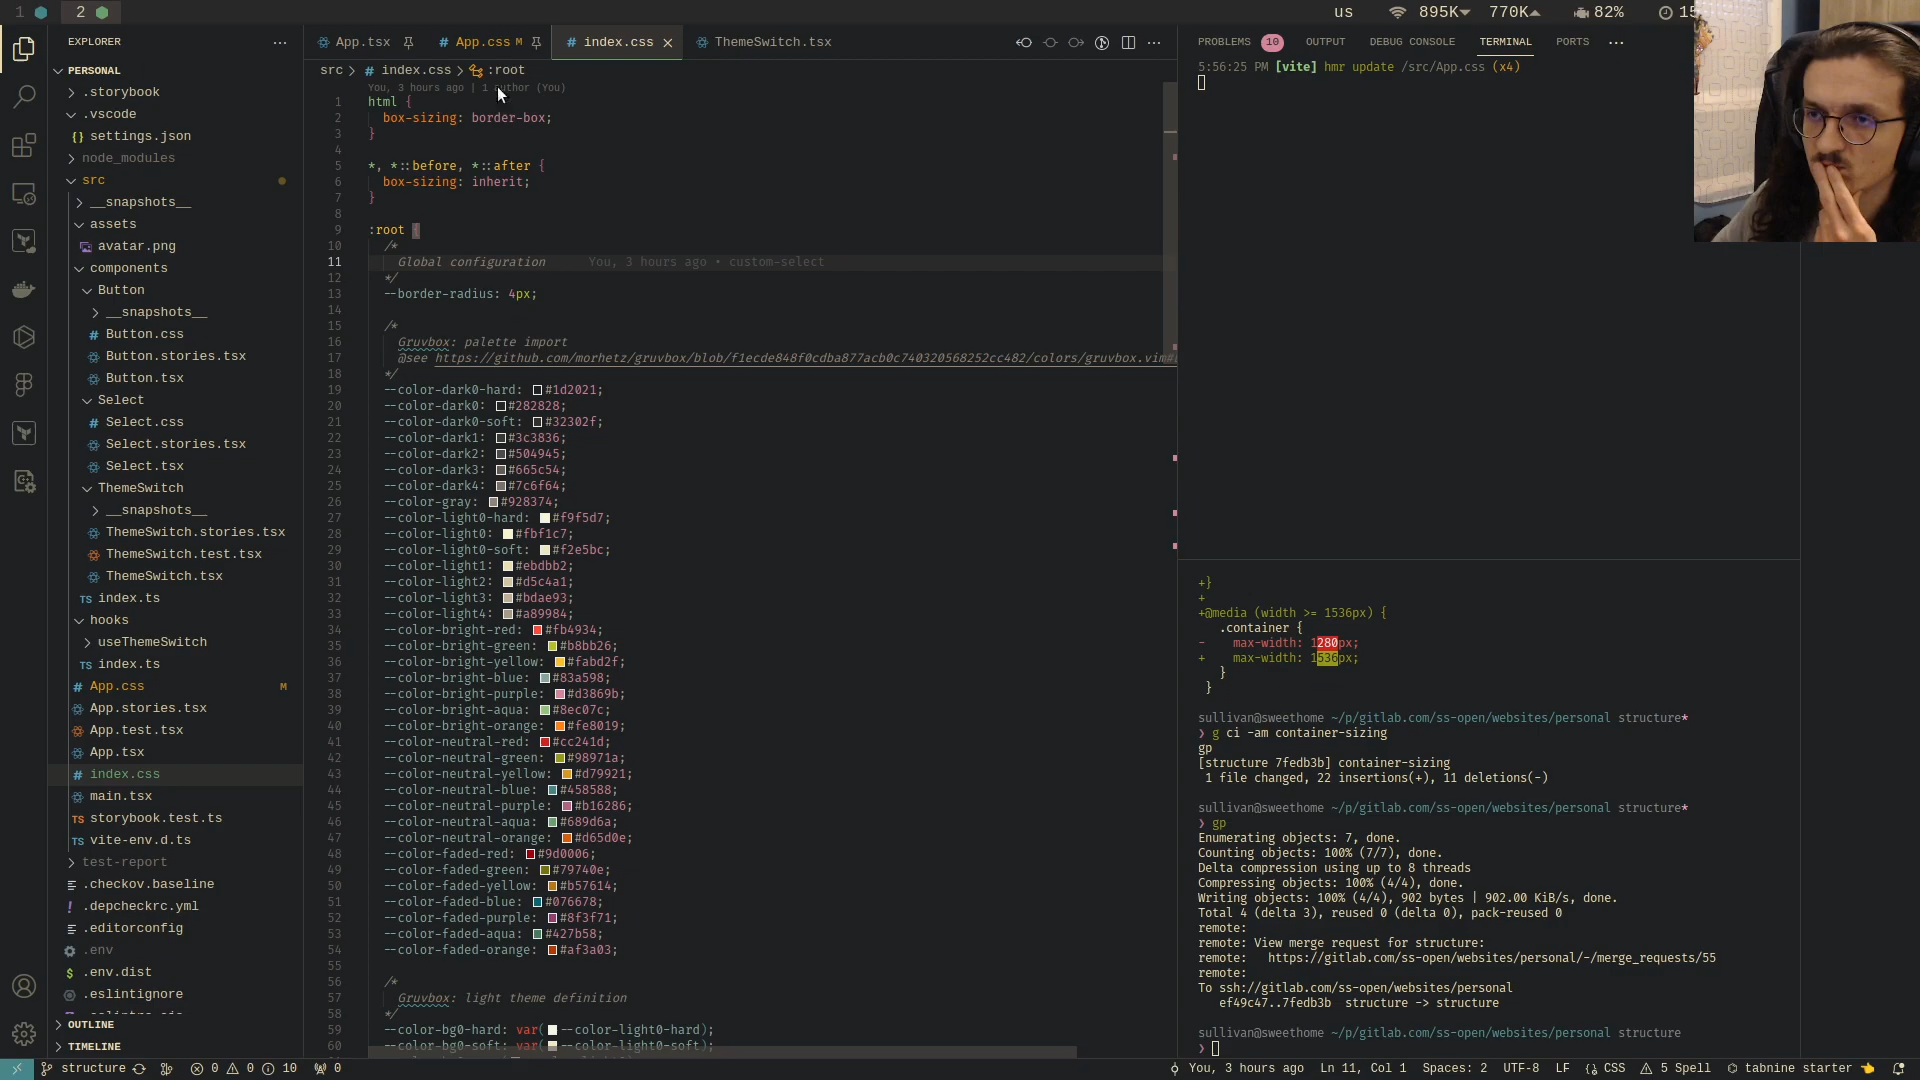 1
2
us
895K
770K
82%
15
EXPLORER
PERSONAL
.storybook
.vscode
settings.json
node_modules
src
__snapshots__
assets
avatar.png
components
Button
__snapshots__
Button.css
Button.stories.tsx
Button.tsx
Select
Select.css
Select.stories.tsx
Select.tsx
ThemeSwitch
__snapshots__
ThemeSwitch.stories.tsx
ThemeSwitch.test.tsx
ThemeSwitch.tsx
TS index.ts
hooks
useThemeSwitch
TS index.ts
# App.css M
App.stories.tsx
App.test.tsx
App.tsx
# index.css
main.tsx
TS storybook.test.ts
TS vite-env.d.ts
test-report
.checkov.baseline
! .depcheckrc.yml
.editorconfig
.env
$ .env.dist
.eslintignore
OUTLINE
TIMELINE
App.tsx
# App.css M
# index.css
ThemeSwitch.tsx
src > # index.css > :root
You, 3 hours ago | 1 author (You)
1 html {
2 box-sizing: border-box;
3 }
4
5 *, *::before, *::after {
6 box-sizing: inherit;
7 }
8
9 :root {
10 /*
11 Global configuration You, 3 hours ago • custom-select
12 */
13 --border-radius: 4px;
14
15 /*
16 Gruvbox: palette import
17 @see https://github.com/morhetz/gruvbox/blob/f1ecde848f0cdba877acb0c740320568252cc482/colors/gruvbox.vim#
18 */
19 --color-dark0-hard: #1d2021;
20 --color-dark0: #282828;
21 --color-dark0-soft: #32302f;
22 --color-dark1: #3c3836;
23 --color-dark2: #504945;
24 --color-dark3: #665c54;
25 --color-dark4: #7c6f64;
26 --color-gray: #928374;
27 --color-light0-hard: #f9f5d7;
28 --color-light0: #fbf1c7;
29 --color-light0-soft: #f2e5bc;
30 --color-light1: #ebdbb2;
31 --color-light2: #d5c4a1;
32 --color-light3: #bdae93;
33 --color-light4: #a89984;
34 --color-bright-red: #fb4934;
35 --color-bright-green: #b8bb26;
36 --color-bright-yellow: #fabd2f;
37 --color-bright-blue: #83a598;
38 --color-bright-purple: #d3869b;
39 --color-bright-aqua: #8ec07c;
40 --color-bright-orange: #fe8019;
41 --color-neutral-red: #cc241d;
42 --color-neutral-green: #98971a;
43 --color-neutral-yellow: #d79921;
44 --color-neutral-blue: #458588;
45 --color-neutral-purple: #b16286;
46 --color-neutral-aqua: #689d6a;
47 --color-neutral-orange: #d65d0e;
48 --color-faded-red: #9d0006;
49 --color-faded-green: #79740e;
50 --color-faded-yellow: #b57614;
51 --color-faded-blue: #076678;
52 --color-faded-purple: #8f3f71;
53 --color-faded-aqua: #427b58;
54 --color-faded-orange: #af3a03;
55
56 /*
57 Gruvbox: light theme definition
58 */
59 --color-bg0-hard: var(--color-light0-hard);
60 --color-bg0-soft: var(--color-light0-soft);
PROBLEMS 10 OUTPUT DEBUG CONSOLE TERMINAL PORTS
5:56:25 PM [vite] hmr update /src/App.css (x4)
+}
+
+@media (width >= 1536px) {
.container {
- max-width: 1280px;
+ max-width: 1536px;
}
}
sullivan@sweethome ~/p/gitlab.com/ss-open/websites/personal structure*
❯ g ci -am container-sizing
gp
[structure 7fedb3b] container-sizing
1 file changed, 22 insertions(+), 11 deletions(-)
sullivan@sweethome ~/p/gitlab.com/ss-open/websites/personal structure*
❯ gp
Enumerating objects: 7, done.
Counting objects: 100% (7/7), done.
Delta compression using up to 8 threads
Compressing objects: 100% (4/4), done.
Writing objects: 100% (4/4), 902 bytes | 902.00 KiB/s, done.
Total 4 (delta 3), reused 0 (delta 0), pack-reused 0
remote:
remote: View merge request for structure:
remote: https://gitlab.com/ss-open/websites/personal/-/merge_requests/55
remote:
To ssh://gitlab.com/ss-open/websites/personal
ef49c47..7fedb3b structure -> structure
sullivan@sweethome ~/p/gitlab.com/ss-open/websites/personal structure
❯
structure 0 0 10 0
You, 3 hours ago Ln 11, Col 1 Spaces: 2 UTF-8 LF CSS 5 Spell tabnine starter